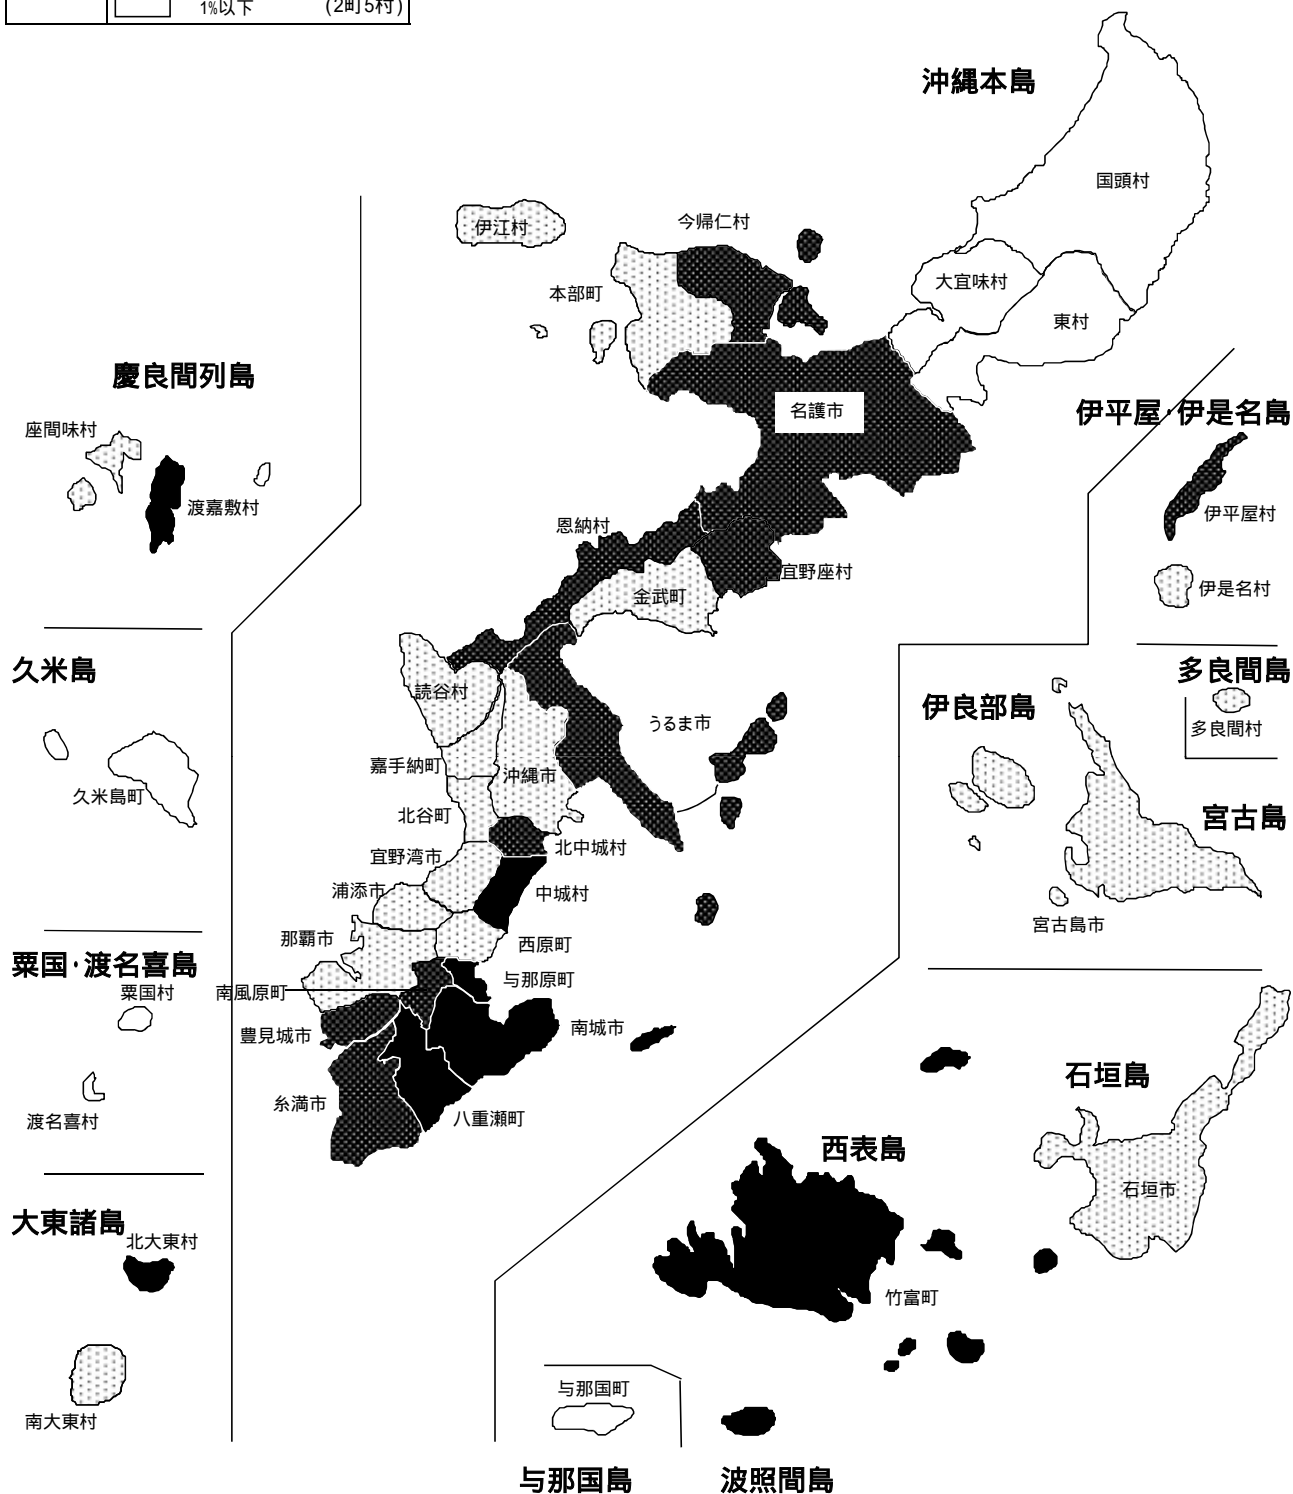 1%以下 (2町5村)
沖縄本島
国頭村
今帰仁村
伊江村
大宜味村
本部町
東村
慶良間列島
名護市
伊平屋・伊是名島
座間味村
渡嘉敷村
伊平屋村
恩納村
宜野座村
伊是名村
金武町
久米島
多良間島
読谷村
伊良部島
うるま市
多良間村
嘉手納町
沖縄市
久米島町
北谷町
宮古島
北中城村
宜野湾市
浦添市
中城村
宮古島市
那覇市
西原町
粟国・渡名喜島
与那原町
粟国村
南風原町
南城市
豊見城市
石垣島
糸満市
八重瀬町
渡名喜村
西表島
石垣市
大東諸島
北大東村
竹富町
与那国町
南大東村
与那国島
波照間島